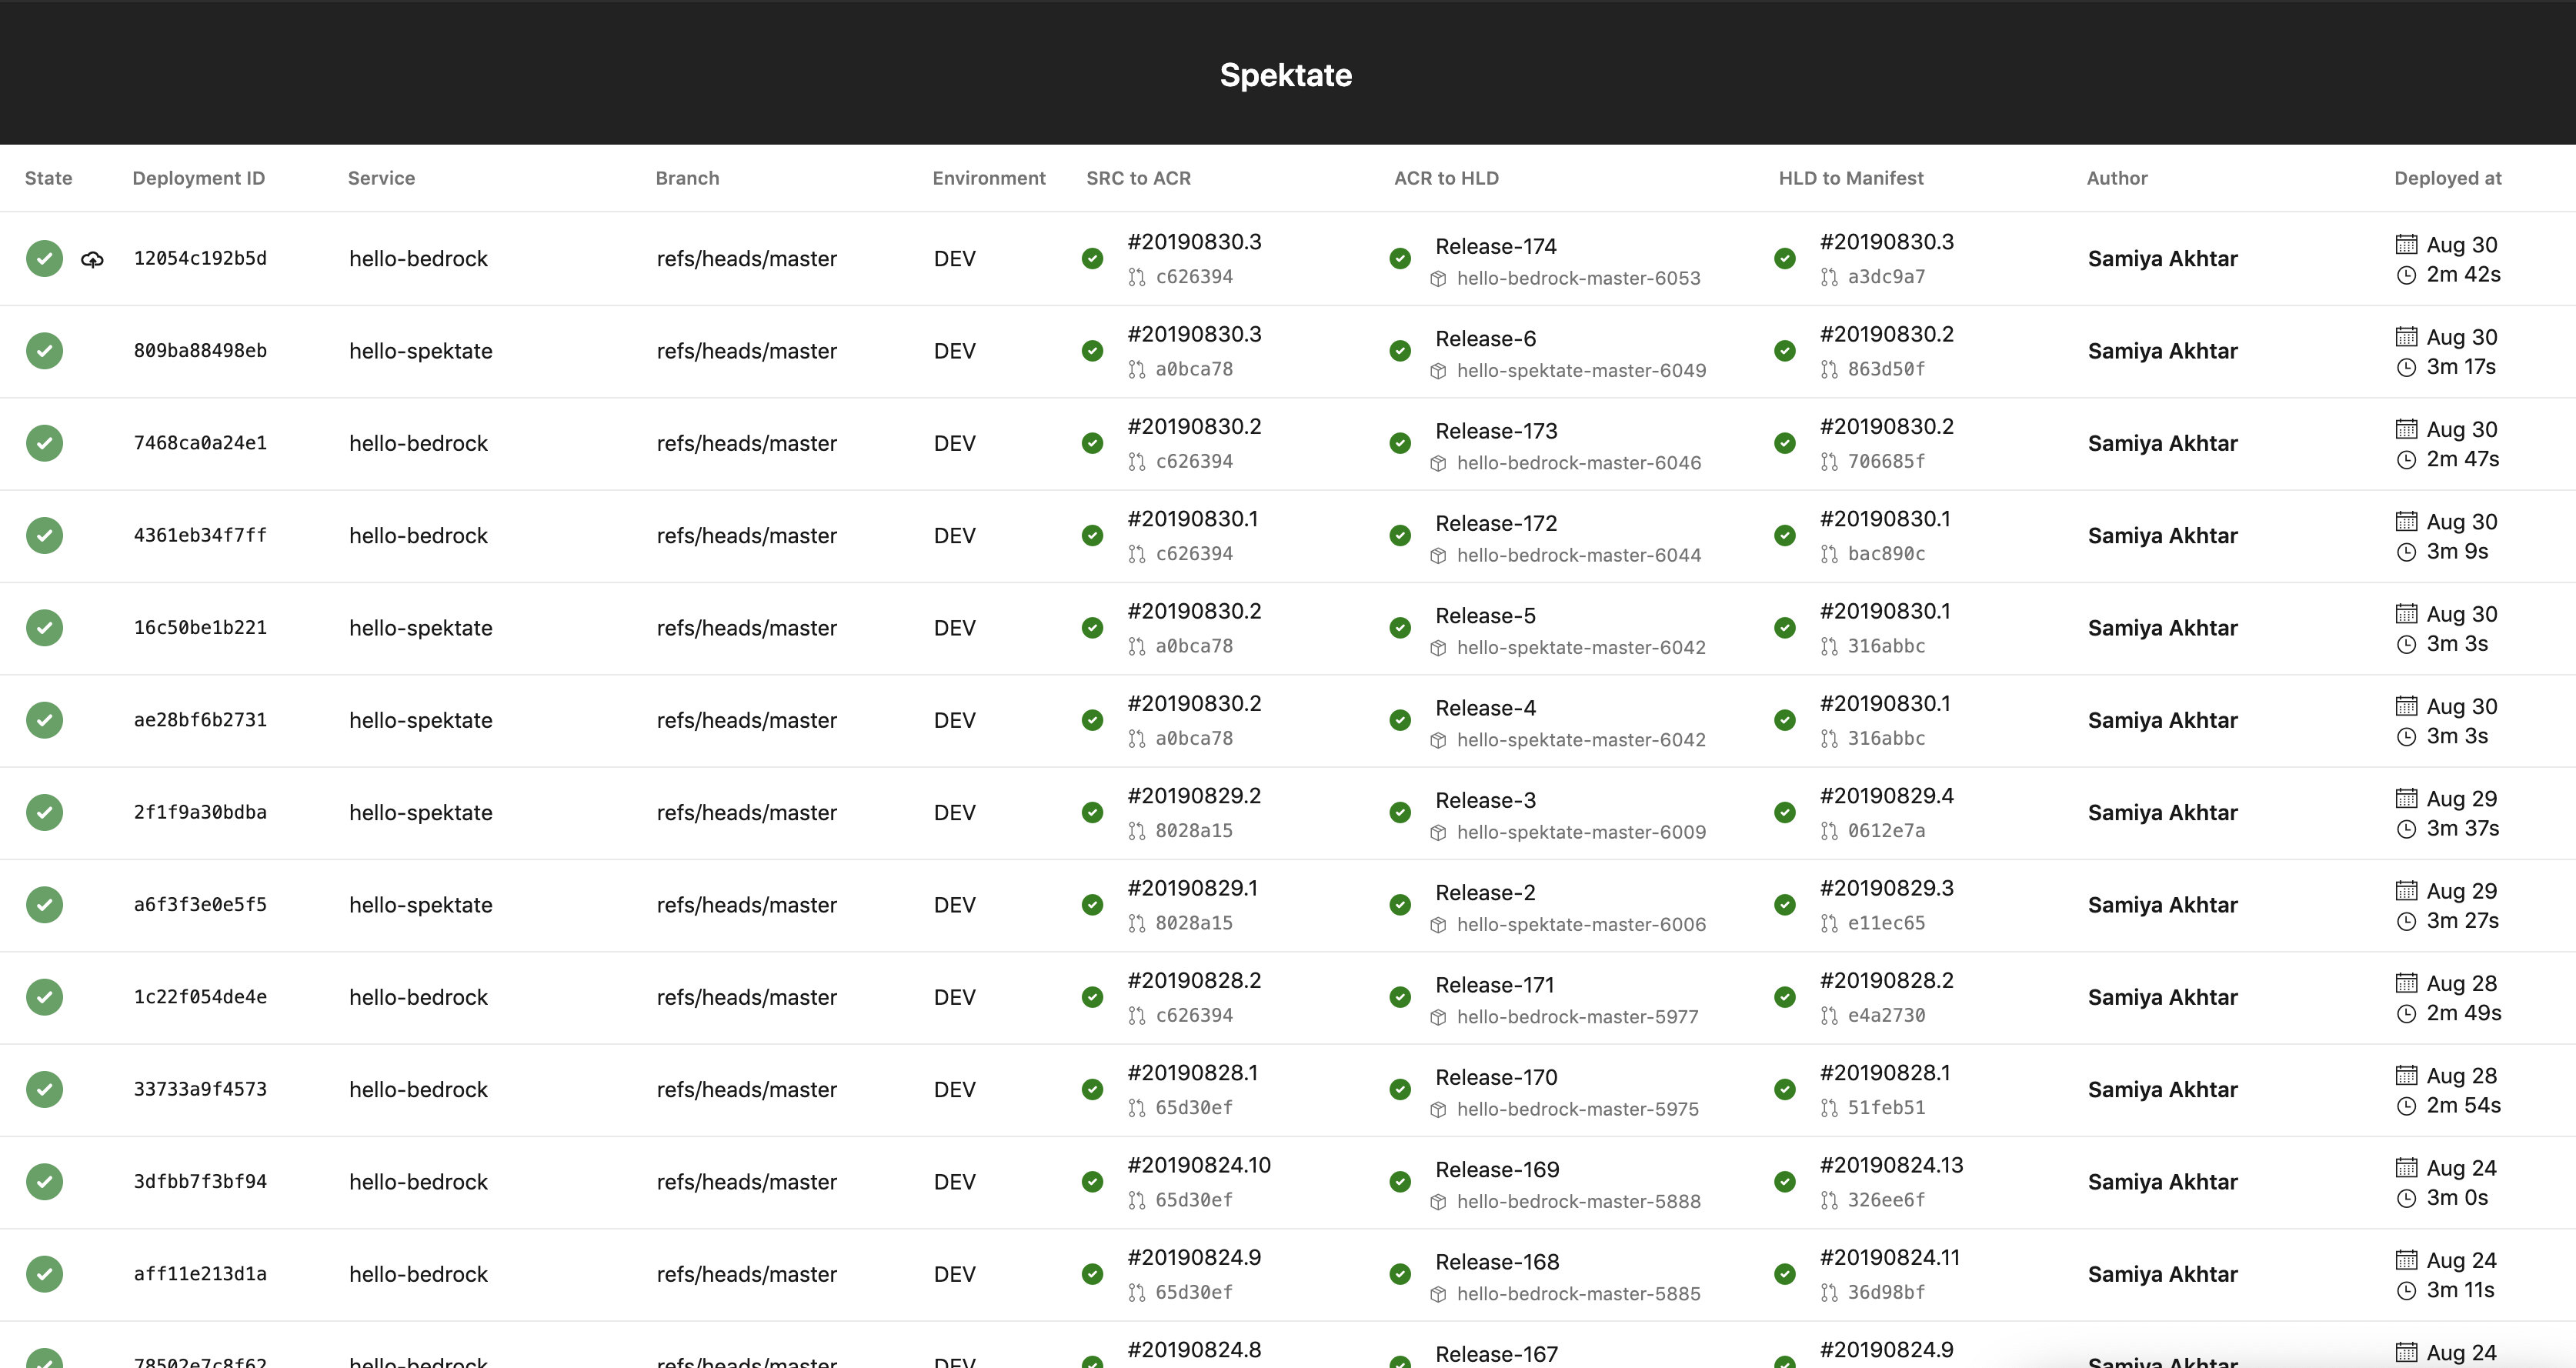 Spektate
State Deployment ID Service Branch Environment SRC to ACR ACR to HLD HLD to Manifest Author Deployed at
12054c192b5d hello-bedrock refs/heads/master DEV #20190830.3 Release-174 #20190830.3 Samiya Akhtar Aug 30
c626394 hello-bedrock-master-6053 a3dc9a7 2m 42s
809ba88498eb hello-spektate refs/heads/master DEV #20190830.3 Release-6 #20190830.2 Samiya Akhtar Aug 30
a0bca78 hello-spektate-master-6049 863d50f 3m 17s
7468ca0a24e1 hello-bedrock refs/heads/master DEV #20190830.2 Release-173 #20190830.2 Samiya Akhtar Aug 30
c626394 hello-bedrock-master-6046 706685f 2m 47s
4361eb34f7ff hello-bedrock refs/heads/master DEV #20190830.1 Release-172 #20190830.1 Samiya Akhtar Aug 30
c626394 hello-bedrock-master-6044 bac890c 3m 9s
16c50be1b221 hello-spektate refs/heads/master DEV #20190830.2 Release-5 #20190830.1 Samiya Akhtar Aug 30
a0bca78 hello-spektate-master-6042 316abbc 3m 3s
ae28bf6b2731 hello-spektate refs/heads/master DEV #20190830.2 Release-4 #20190830.1 Samiya Akhtar Aug 30
a0bca78 hello-spektate-master-6042 316abbc 3m 3s
2f1f9a30bdba hello-spektate refs/heads/master DEV #20190829.2 Release-3 #20190829.4 Samiya Akhtar Aug 29
8028a15 hello-spektate-master-6009 0612e7a 3m 37s
a6f3f3e0e5f5 hello-spektate refs/heads/master DEV #20190829.1 Release-2 #20190829.3 Samiya Akhtar Aug 29
8028a15 hello-spektate-master-6006 e11ec65 3m 27s
1c22f054de4e hello-bedrock refs/heads/master DEV #20190828.2 Release-171 #20190828.2 Samiya Akhtar Aug 28
c626394 hello-bedrock-master-5977 e4a2730 2m 49s
33733a9f4573 hello-bedrock refs/heads/master DEV #20190828.1 Release-170 #20190828.1 Samiya Akhtar Aug 28
65d30ef hello-bedrock-master-5975 51feb51 2m 54s
3dfbb7f3bf94 hello-bedrock refs/heads/master DEV #20190824.10 Release-169 #20190824.13 Samiya Akhtar Aug 24
65d30ef hello-bedrock-master-5888 326ee6f 3m 0s
aff11e213d1a hello-bedrock refs/heads/master DEV #20190824.9 Release-168 #20190824.11 Samiya Akhtar Aug 24
65d30ef hello-bedrock-master-5885 36d98bf 3m 11s
78502e7c8f62 hello-bedrock refs/heads/master DEV #20190824.8 Release-167 #20190824.9 Samiya Akhtar Aug 24